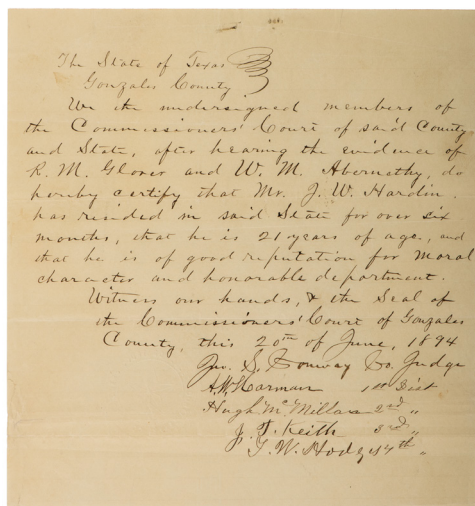 The State of Texas
Gonzales County
We the undersigned members of
the Commissioners' Court of said County
and State, after hearing the evidence of
R. M. Glover and W. M. Abernathy, do
hereby certify that Mr. J. W. Hardin.
has resided in said State for over six
months, that he is 21 years of age, and
that he is of good reputation for moral
character and honorable department.
Witness our hands, & the Seal of
the Commissioners' Court of Gonzales
County, this 20th of June, 1894
Jno. S. Conway Co. Judge
A. W. Harman 1st Dist
Hugh McMillan 2nd "
J. T. Keith 3rd "
G. W. Hodges 4th "